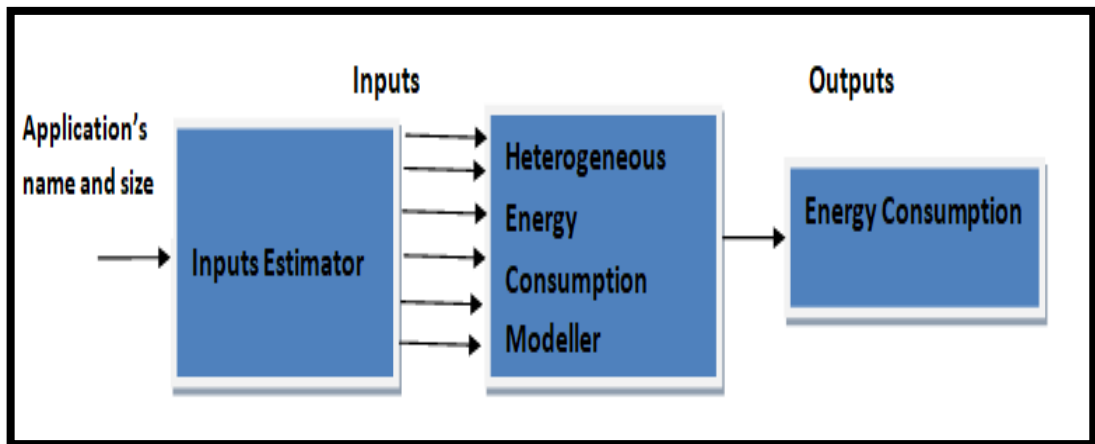 Inputs
Outputs
Application's
name and size
Inputs Estimator
Heterogeneous
Energy
Consumption
Modeller
Energy Consumption